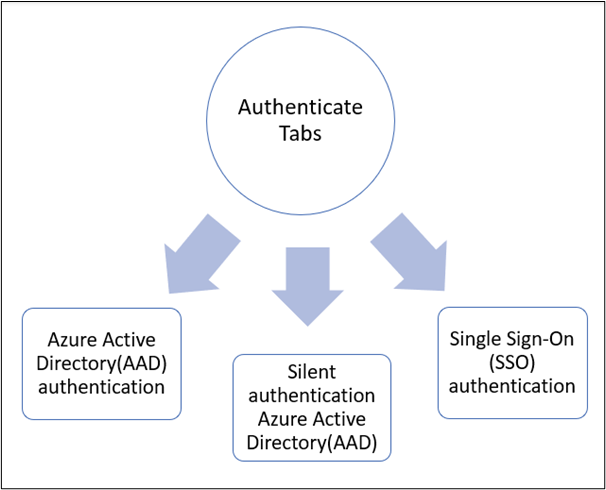 Authenticate
Tabs
Azure Active
Directory(AAD)
authentication
Silent
authentication
Azure Active
Directory(AAD)
Single Sign-On
(SSO)
authentication